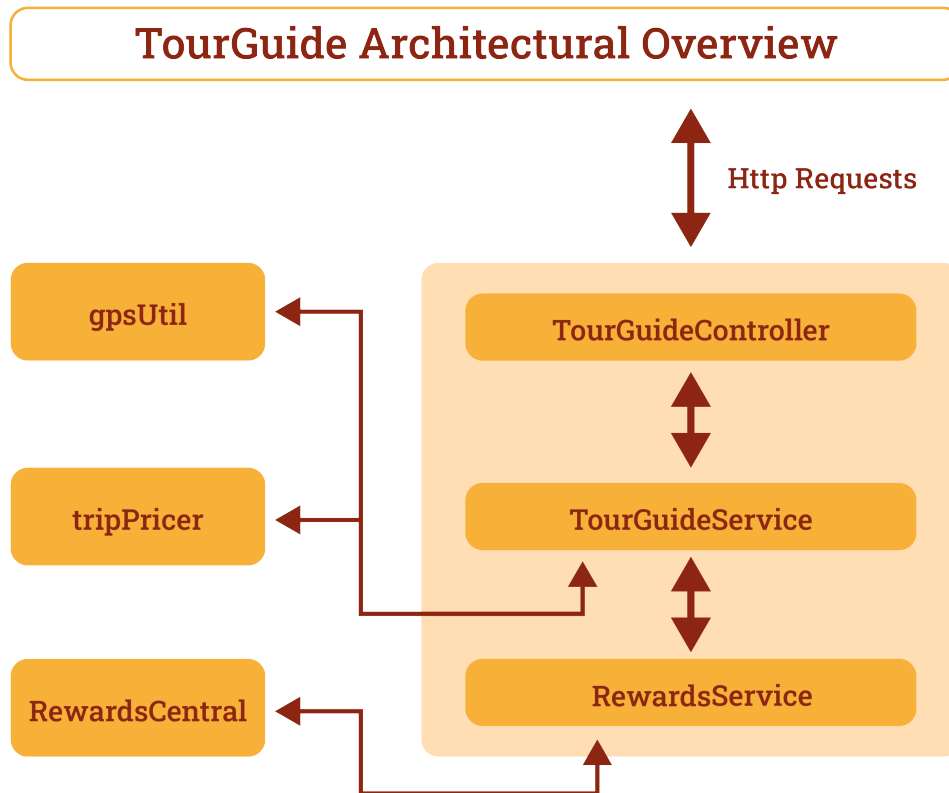 TourGuide Architectural Overview
Http Requests
gpsUtil
TourGuideController
tripPricer
TourGuideService
RewardsCentral
RewardsService